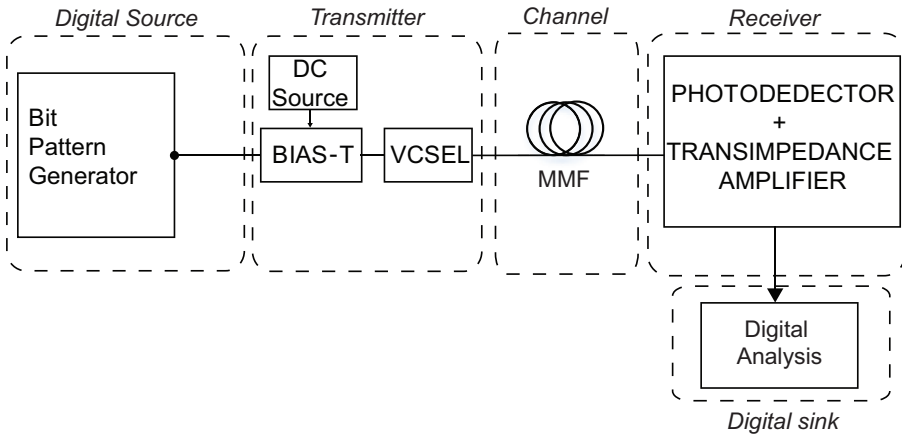 Digital Source
Transmitter
Channel
Receiver
Bit
Pattern
Generator
DC
Source
BIAS-T
VCSEL
MMF
PHOTODEDECTOR
+
TRANSIMPEDANCE
AMPLIFIER
Digital
Analysis
Digital sink